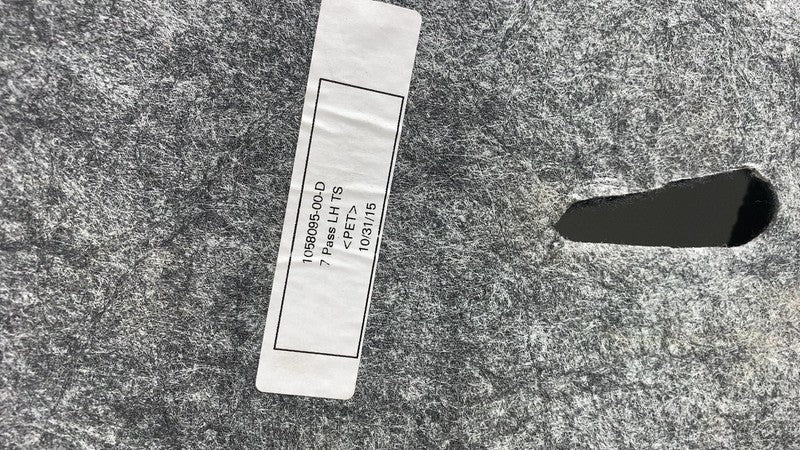 1058095-00-D
7 Pass LH TS
<PET>
10/31/15